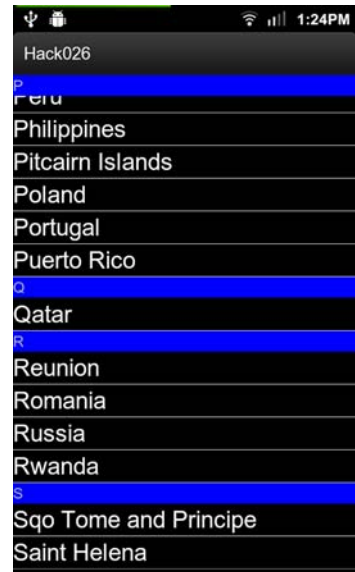 1:24PM
Hack026
P
Peru
Philippines
Pitcairn Islands
Poland
Portugal
Puerto Rico
Q
Qatar
R
Reunion
Romania
Russia
Rwanda
S
Sqo Tome and Principe
Saint Helena